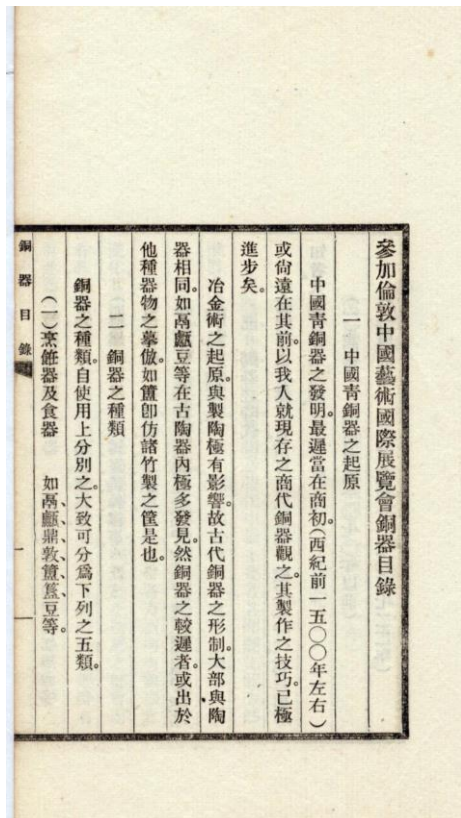 參加倫敦中國藝術國際展覽會銅器目錄
一 中國青銅器之起原
中國青銅器之發明。最遲當在商初(西紀前一五〇〇年左右)
或尙遠在其前。以我人就現存之商代銅器觀之。其製作之技巧。已極
進步矣。
冶金術之起原。與製陶極有影響。故古代銅器之形制。大部與陶
器相同。如鬲甗豆等。在古陶器內極多發見。然銅器之較遲者。或出於
他種器物之摹倣。如簠卽仿諸竹製之筐是也。
二 銅器之種類
銅器之種類。自使用上分別之。大致可分爲下列之五類。
(一)烹飪器及食器 如鬲、甗、鼎、敦、簠、簋、豆等。
銅器目錄
一